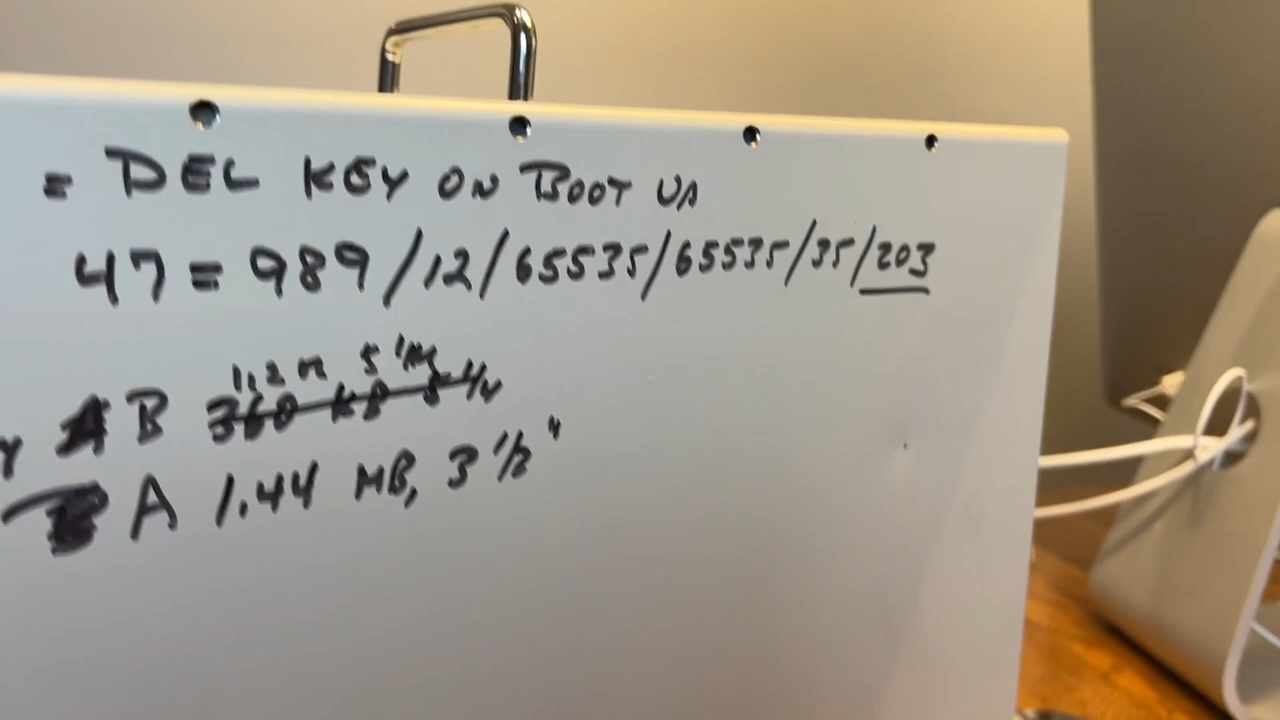 = DEL KEY ON BOOT UP
47 = 989/12/65535/65535/35/203
1.2 M 5 1/4
B 360 KB 5 1/4
A 1.44 MB, 3 1/2"